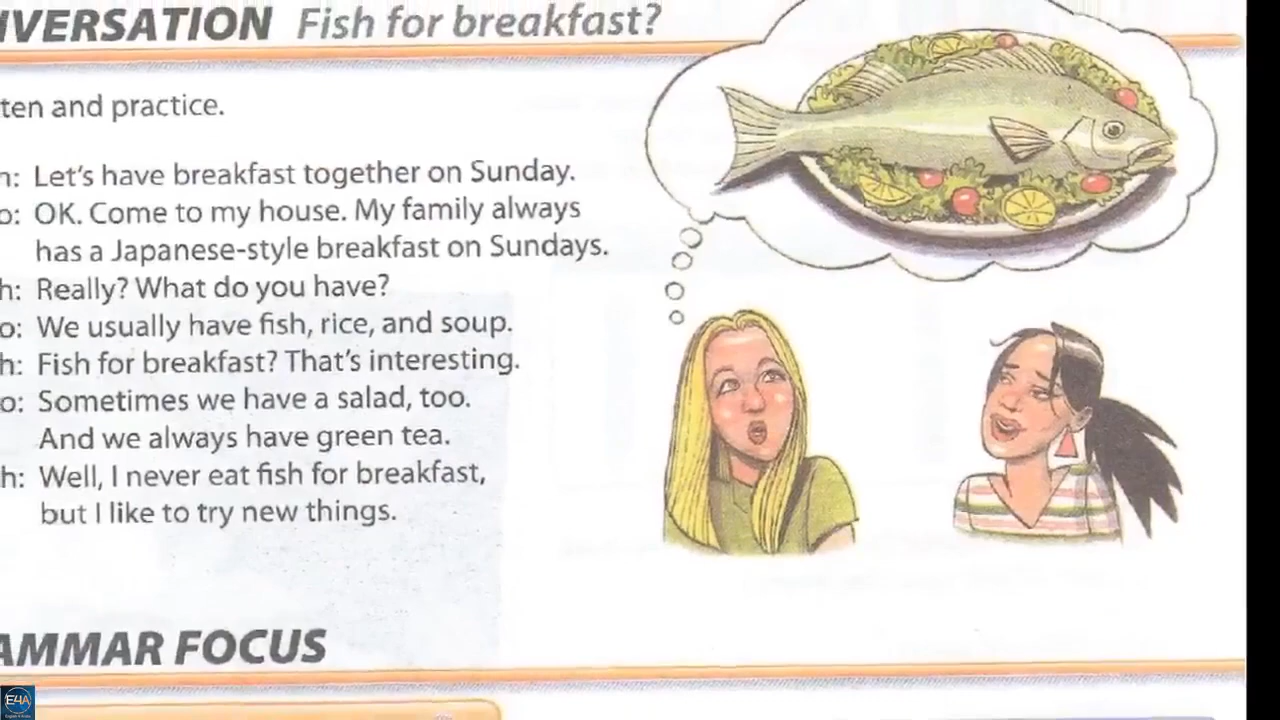 NVERSATION Fish for breakfast?
ten and practice.
h: Let's have breakfast together on Sunday.
o: OK. Come to my house. My family always
has a Japanese-style breakfast on Sundays.
h: Really? What do you have?
o: We usually have fish, rice, and soup.
h: Fish for breakfast? That's interesting.
o: Sometimes we have a salad, too.
And we always have green tea.
h: Well, I never eat fish for breakfast,
but I like to try new things.
AMMAR FOCUS
E4A